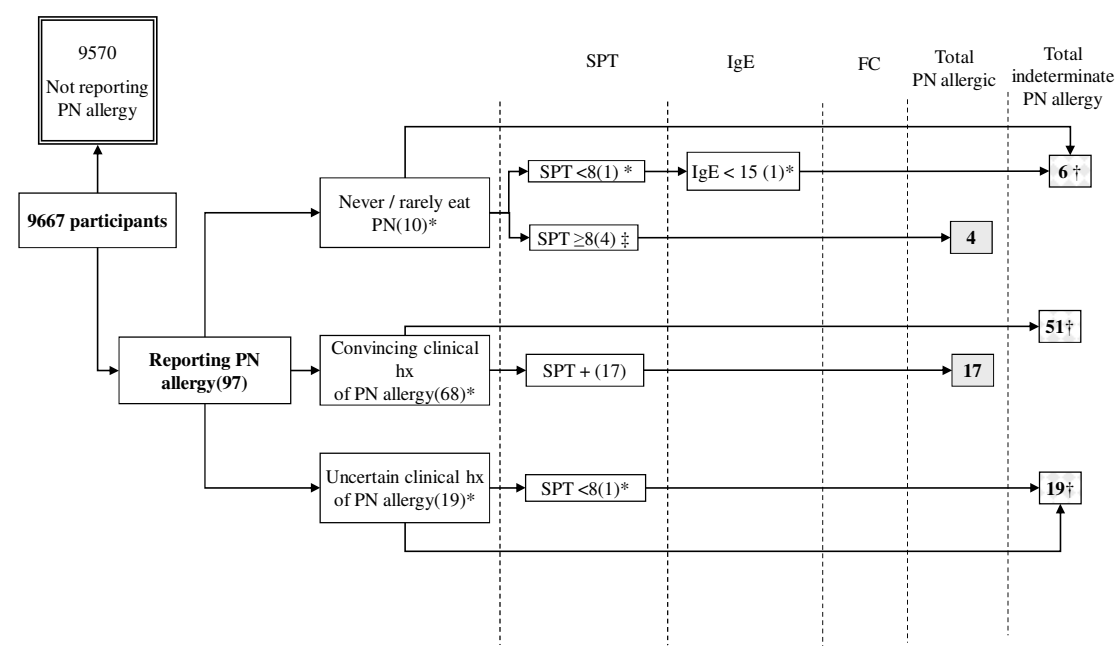 9570
Not reporting
PN allergy
SPT
IgE
FC
Total
PN allergic
Total
indeterminate
PN allergy
9667 participants
Never / rarely eat
PN(10)*
SPT <8(1) *
IgE < 15 (1)*
6 †
SPT ≥8(4) ‡
4
Reporting PN
allergy(97)
Convincing clinical
hx
of PN allergy(68)*
51†
SPT + (17)
17
Uncertain clinical hx
of PN allergy(19)*
SPT <8(1)*
19†